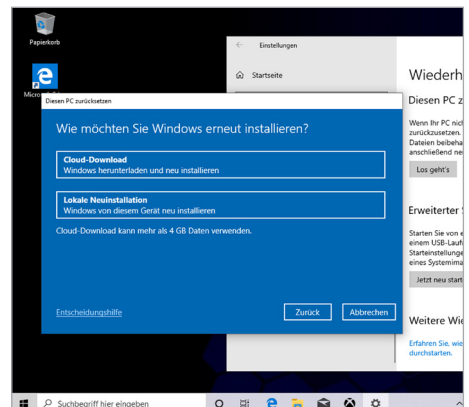 Papierkorb
Einstellungen
Startseite
Wiederh
Diesen PC z
Wenn Ihr PC nich
zurückzusetzen.
Dateien beibeha
anschließend ne
Los geht's
Erweiterter
Starten Sie von e
einem USB-Lauf
Starteinstellunge
eines Systemima
Jetzt neu start
Weitere Wie
Erfahren Sie, wie
durchstarten.
Micro
Diesen PC zurücksetzen
Wie möchten Sie Windows erneut installieren?
Cloud-Download
Windows herunterladen und neu installieren
Lokale Neuinstallation
Windows von diesem Gerät neu installieren
Cloud-Download kann mehr als 4 GB Daten verwenden.
Entscheidungshilfe
Zurück
Abbrechen
Suchbegriff hier eingeben